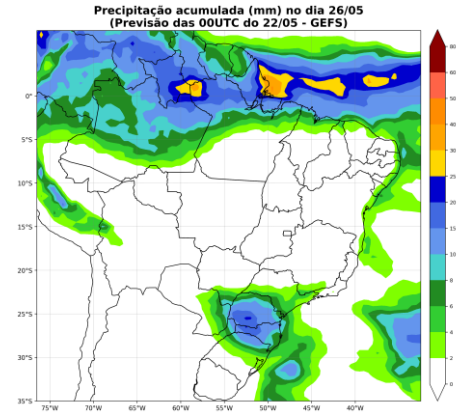 Precipitação acumulada (mm) no dia 26/05
(Previsão das 00UTC do 22/05 - GEFS)
0°
5°S
10°S
15°S
20°S
25°S
30°S
35°S
75°W 70°W 65°W 60°W 55°W 50°W 45°W 40°W
80
60
50
40
30
25
20
15
10
8
6
4
2
0